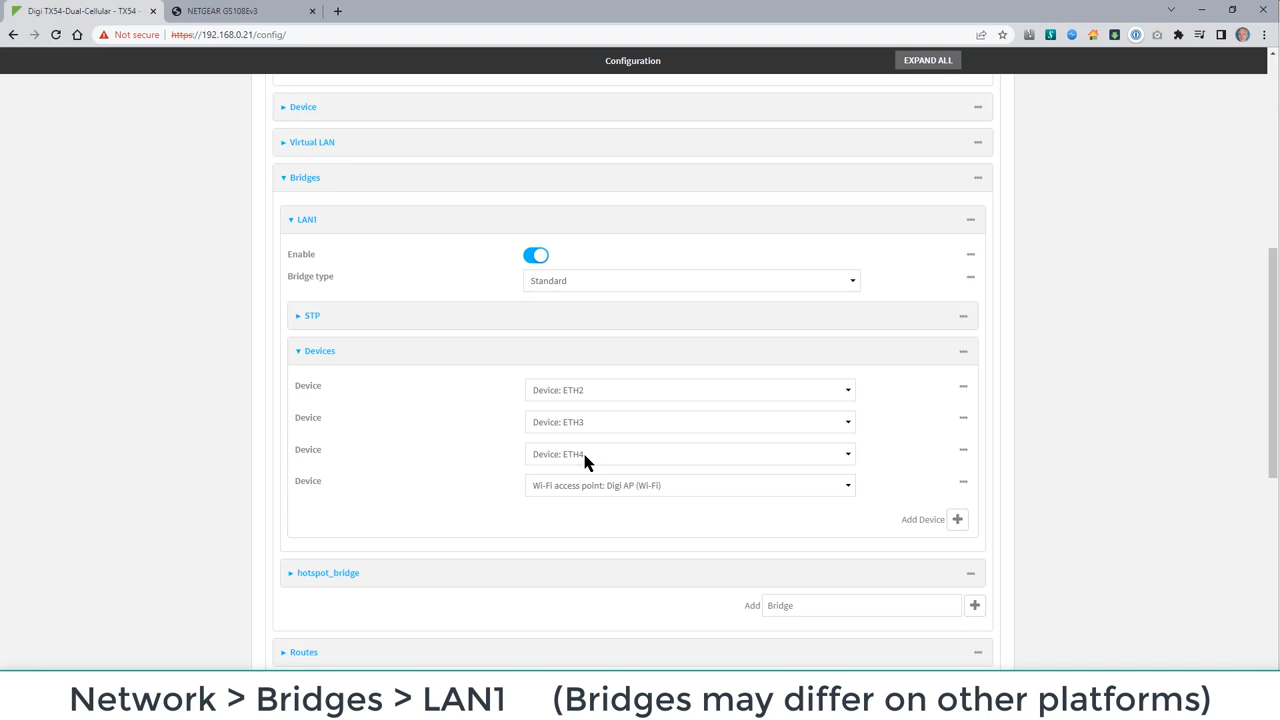 Digi TX54-Dual-Cellular - TX54 -
NETGEAR GS108Ev3
Not secure
https://192.168.0.21/config/
Configuration
EXPAND ALL
Device
Virtual LAN
Bridges
LAN1
Enable
Bridge type
Standard
STP
Devices
Device
Device: ETH2
Device
Device: ETH3
Device
Device: ETH4
Device
Wi-Fi access point: Digi AP (Wi-Fi)
Add Device
hotspot_bridge
Add
Bridge
Routes
Network > Bridges > LAN1 (Bridges may differ on other platforms)